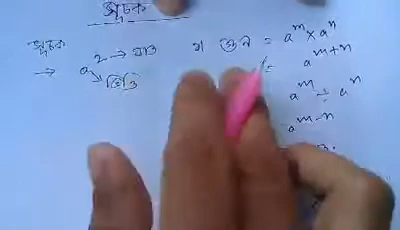 সূচক
সূচক a² → ঘাত
→ ভিত্তি
গুন = aᵐ × aⁿ
aᵐ⁺ⁿ
aᵐ ÷ aⁿ
aᵐ⁻ⁿ